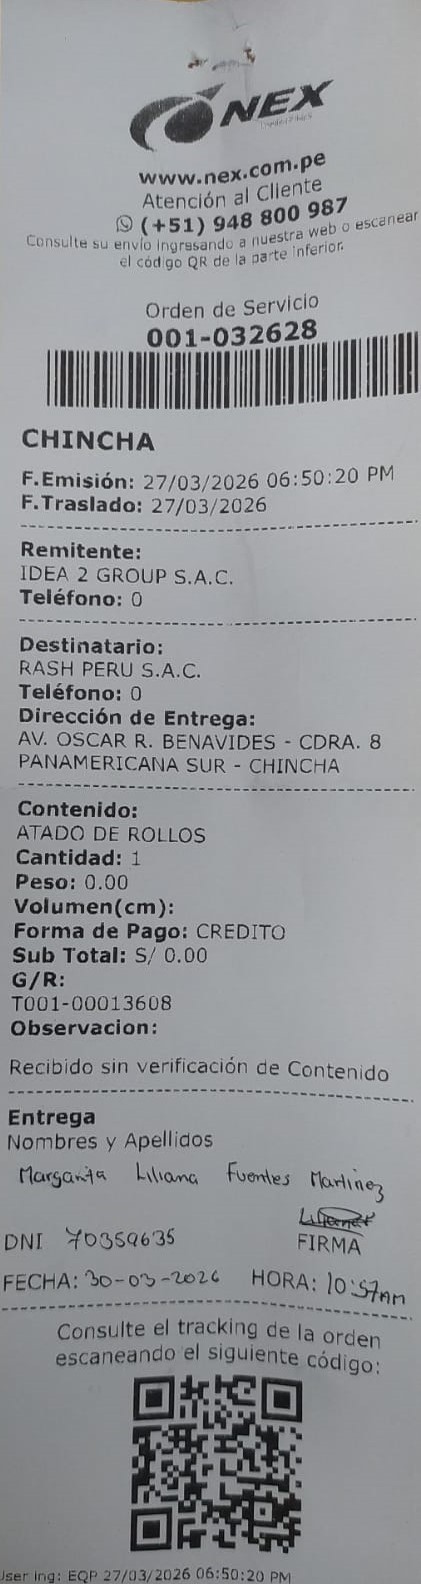 NEX
www.nex.com.pe
Atención al Cliente
(+51) 948 800 987
Consulte su envío ingresando a nuestra web o escanear
el código QR de la parte inferior.
Orden de Servicio
001-032628
CHINCHA
F.Emisión: 27/03/2026 06:50:20 PM
F.Traslado: 27/03/2026
Remitente:
IDEA 2 GROUP S.A.C.
Teléfono: 0
Destinatario:
RASH PERU S.A.C.
Teléfono: 0
Dirección de Entrega:
AV. OSCAR R. BENAVIDES - CDRA. 8
PANAMERICANA SUR - CHINCHA
Contenido:
ATADO DE ROLLOS
Cantidad: 1
Peso: 0.00
Volumen(cm):
Forma de Pago: CREDITO
Sub Total: S/ 0.00
G/R:
T001-00013608
Observacion:
Recibido sin verificación de Contenido
Entrega
Nombres y Apellidos
Margarita Liliana Fuentes Martinez
DNI 70359635
FIRMA
FECHA: 30-03-2026 HORA: 10:57am
Consulte el tracking de la orden
escaneando el siguiente código:
User ing: EQP 27/03/2026 06:50:20 PM